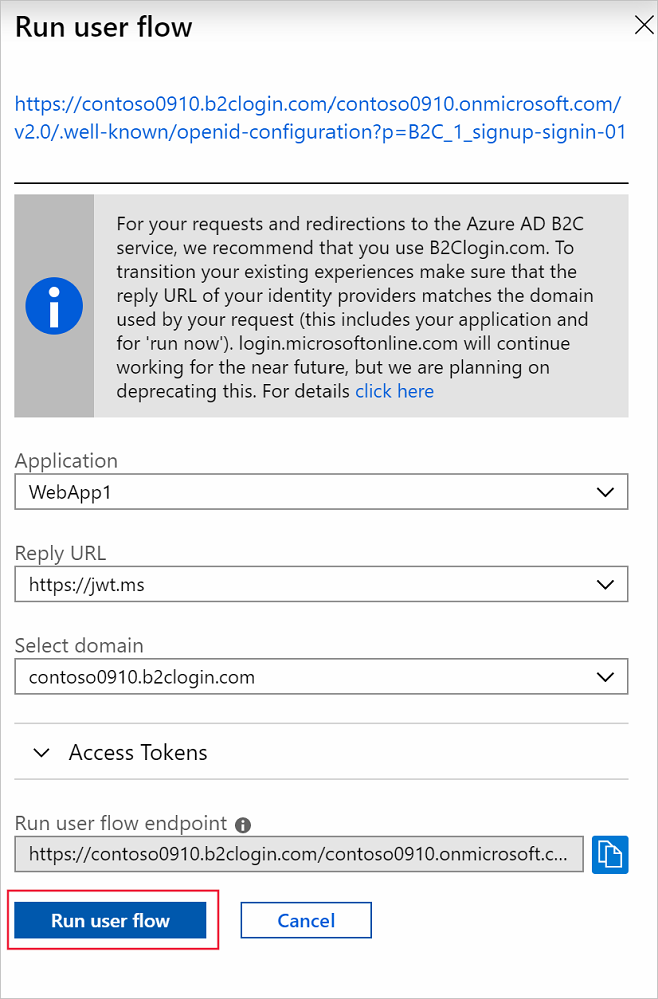 Run user flow
https://contoso0910.b2clogin.com/contoso0910.onmicrosoft.com/
v2.0/.well-known/openid-configuration?p=B2C_1_signup-signin-01
For your requests and redirections to the Azure AD B2C
service, we recommend that you use B2Clogin.com. To
transition your existing experiences make sure that the
reply URL of your identity providers matches the domain
used by your request (this includes your application and
for 'run now'). login.microsoftonline.com will continue
working for the near future, but we are planning on
deprecating this. For details click here
Application
WebApp1
Reply URL
https://jwt.ms
Select domain
contoso0910.b2clogin.com
Access Tokens
Run user flow endpoint
https://contoso0910.b2clogin.com/contoso0910.onmicrosoft.c...
Run user flow
Cancel